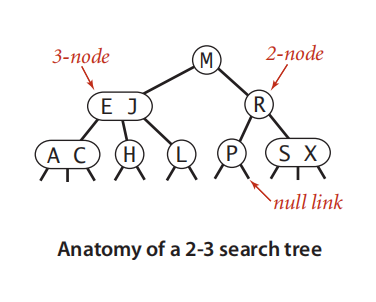 3-node
M
2-node
E J
R
A C
H
L
P
S X
null link
Anatomy of a 2-3 search tree